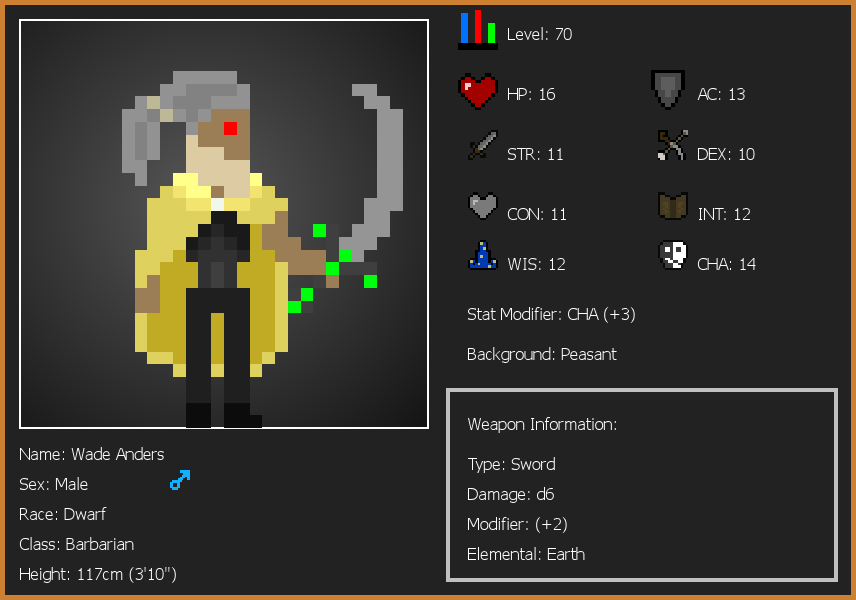 Level: 70
HP: 16
AC: 13
STR: 11
DEX: 10
CON: 11
INT: 12
WIS: 12
CHA: 14
Stat Modifier: CHA (+3)
Background: Peasant
Weapon Information:
Type: Sword
Damage: d6
Modifier: (+2)
Elemental: Earth
Name: Wade Anders
Sex: Male
Race: Dwarf
Class: Barbarian
Height: 117cm (3'10")